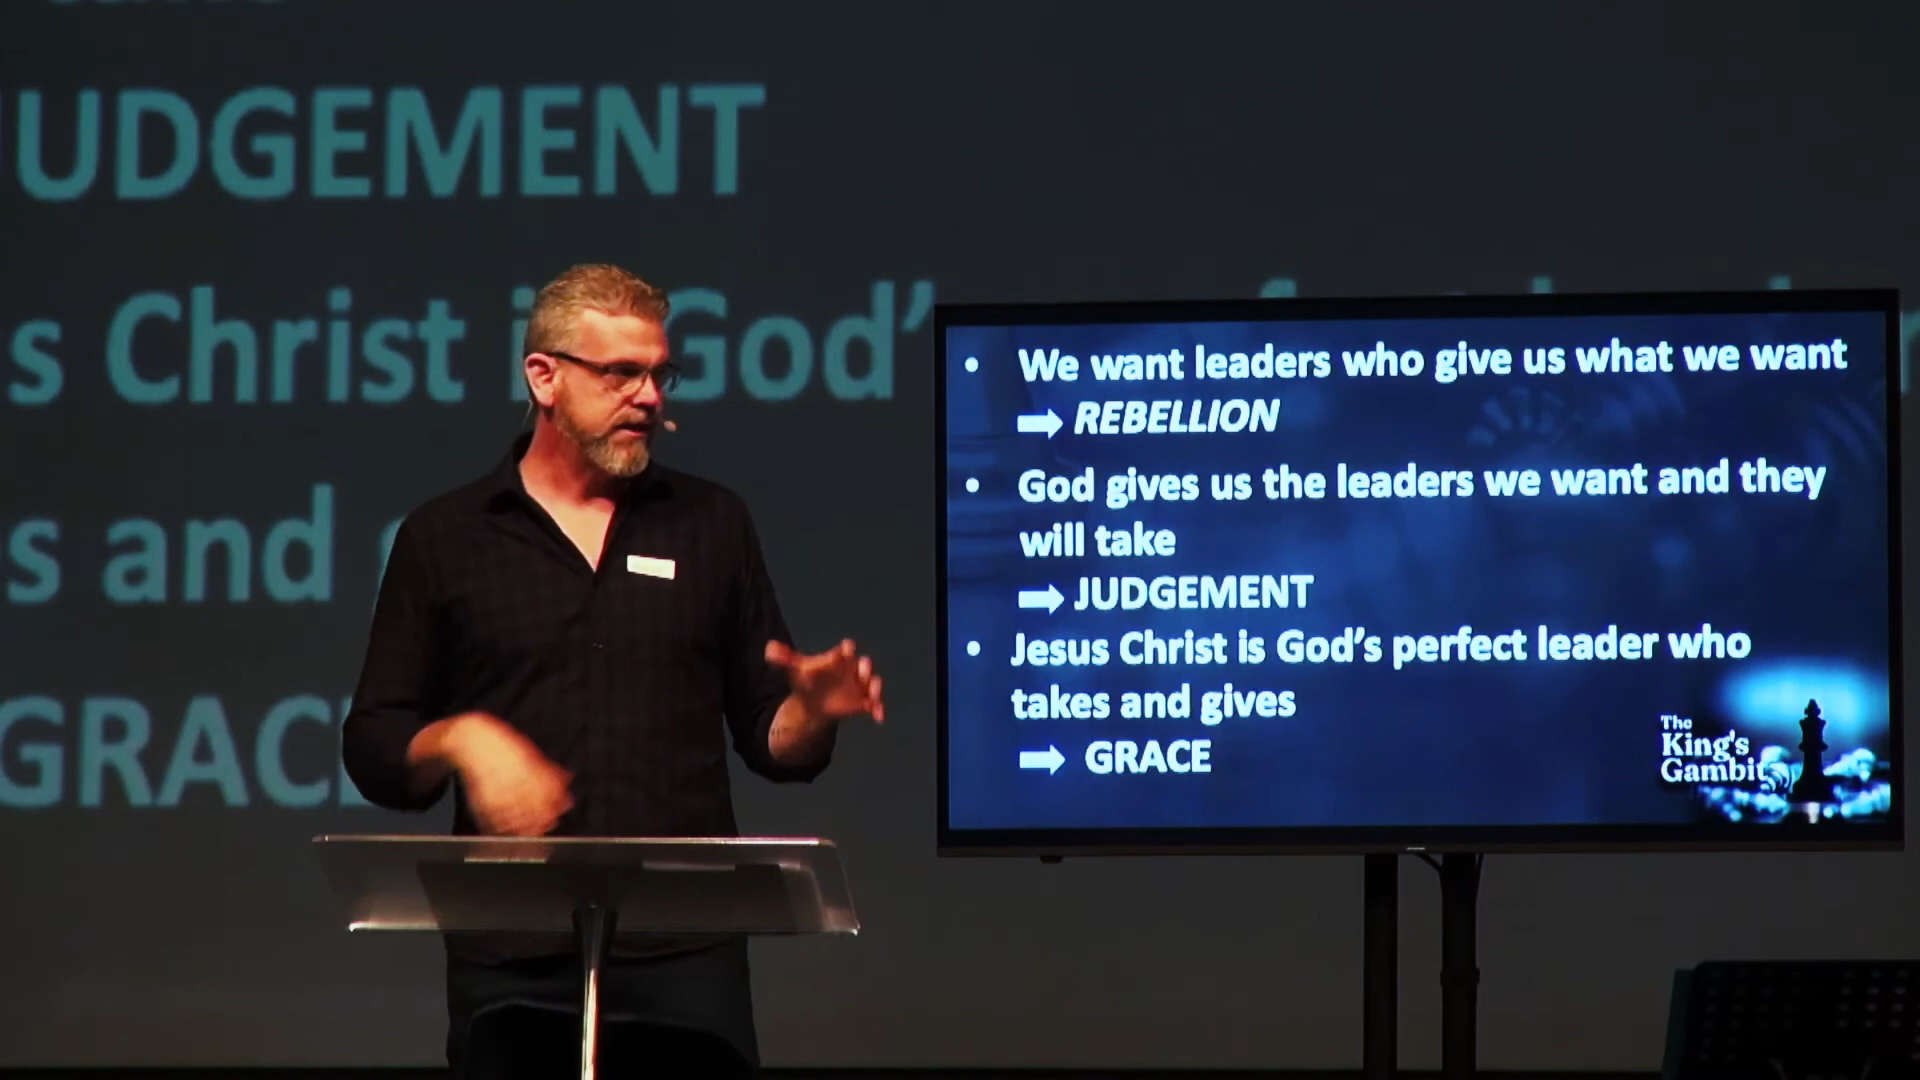 UDGEMENT
s Christ God’
s and
GRAC
• We want leaders who give us what we want
➡ REBELLION
• God gives us the leaders we want and they
will take
➡ JUDGEMENT
• Jesus Christ is God’s perfect leader who
takes and gives
➡ GRACE
The
King's
Gambit